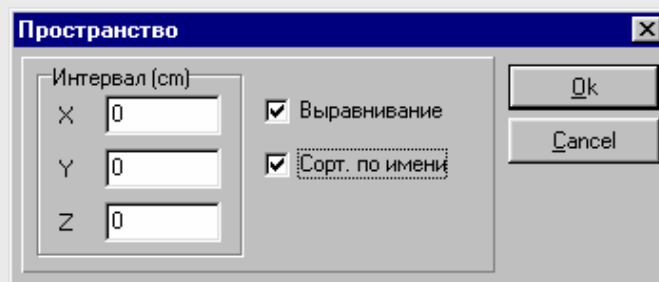 Пространство
Интервал (cm)
X 0
Y 0
Z 0
Выравнивание
Сорт. по имени
Ok
Cancel